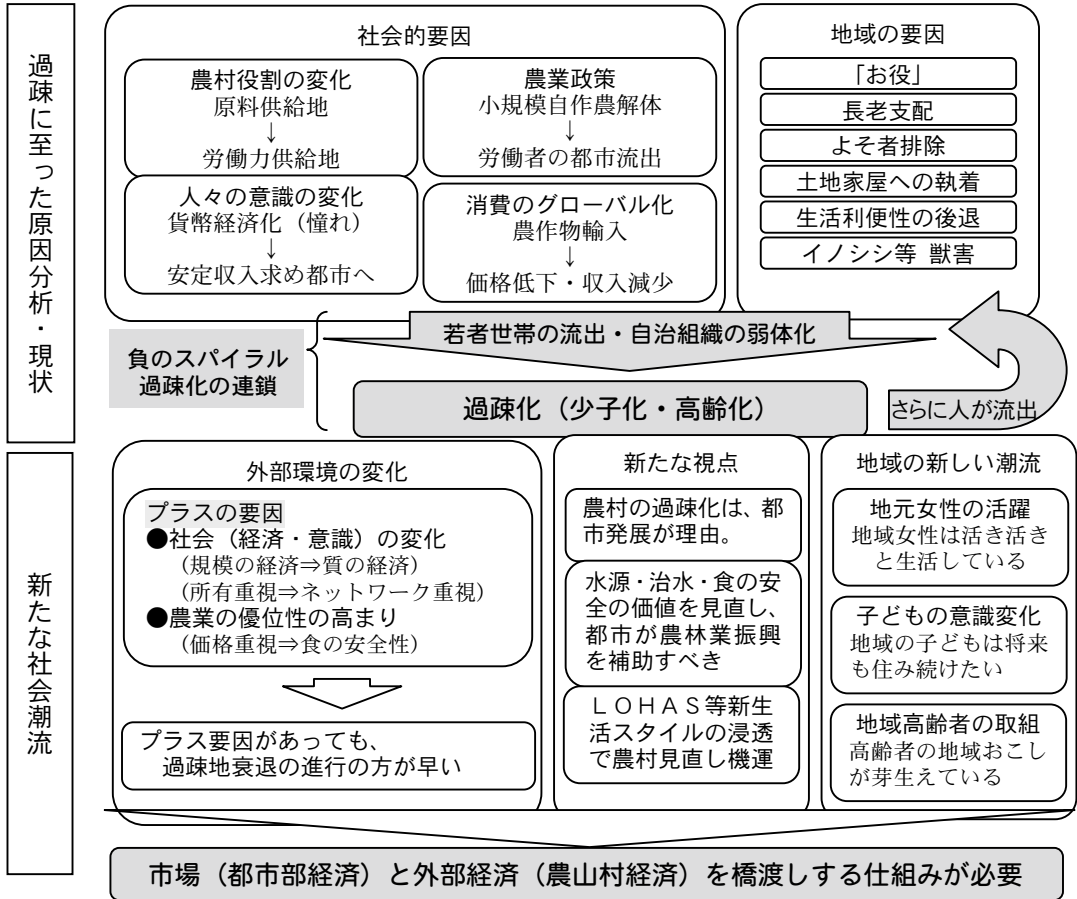 過疎に至った原因分析・現状
社会的要因
農村役割の変化
原料供給地
↓
労働力供給地
農業政策
小規模自作農解体
↓
労働者の都市流出
人々の意識の変化
貨幣経済化（憧れ）
↓
安定収入求め都市へ
消費のグローバル化
農作物輸入
↓
価格低下・収入減少
地域の要因
「お役」
長老支配
よそ者排除
土地家屋への執着
生活利便性の後退
イノシシ等 獣害
若者世帯の流出・自治組織の弱体化
負のスパイラル
過疎化の連鎖
過疎化（少子化・高齢化）
さらに人が流出
新たな社会潮流
外部環境の変化
プラスの要因
●社会（経済・意識）の変化
（規模の経済⇒質の経済）
（所有重視⇒ネットワーク重視）
●農業の優位性の高まり
（価格重視⇒食の安全性）
プラス要因があっても、
過疎地衰退の進行の方が早い
新たな視点
農村の過疎化は、都
市発展が理由。
水源・治水・食の安
全の価値を見直し、
都市が農林業振興
を補助すべき
ＬＯＨＡＳ等新生
活スタイルの浸透
で農村見直し機運
地域の新しい潮流
地元女性の活躍
地域女性は活き活き
と生活している
子どもの意識変化
地域の子どもは将来
も住み続けたい
地域高齢者の取組
高齢者の地域おこし
が芽生えている
市場（都市部経済）と外部経済（農山村経済）を橋渡しする仕組みが必要